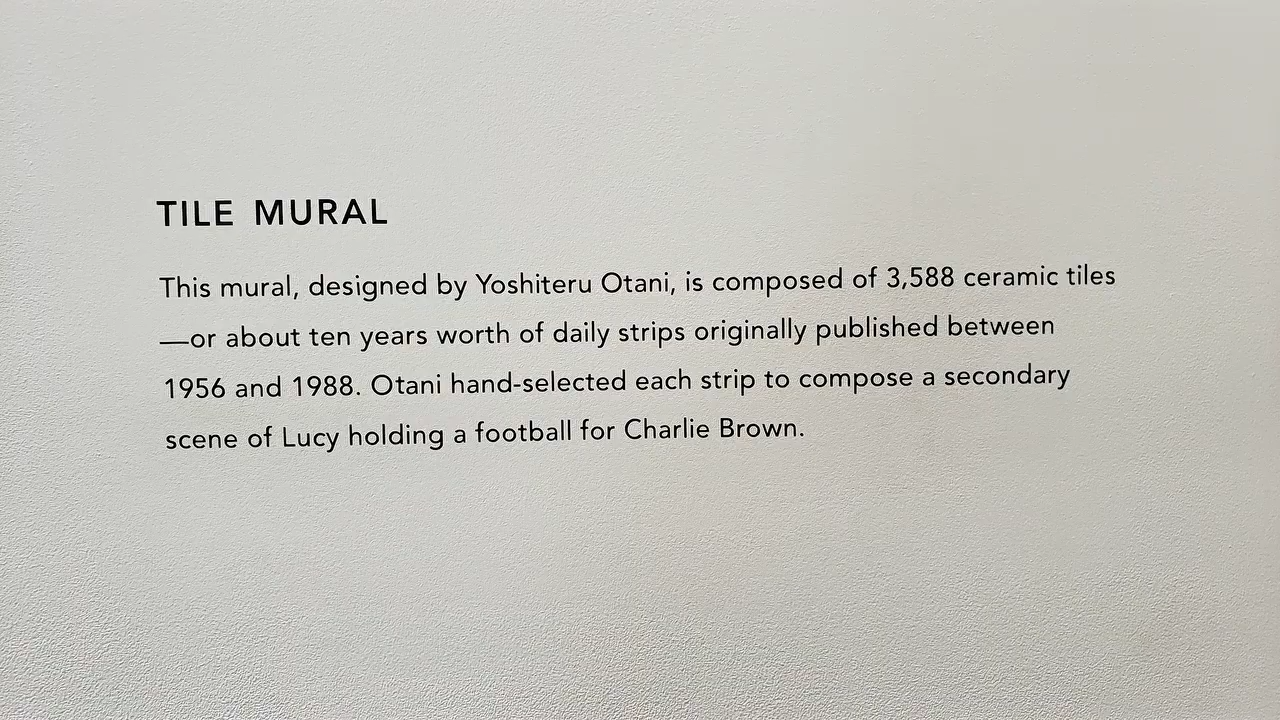 TILE MURAL
This mural, designed by Yoshiteru Otani, is composed of 3,588 ceramic tiles
—or about ten years worth of daily strips originally published between
1956 and 1988. Otani hand-selected each strip to compose a secondary
scene of Lucy holding a football for Charlie Brown.